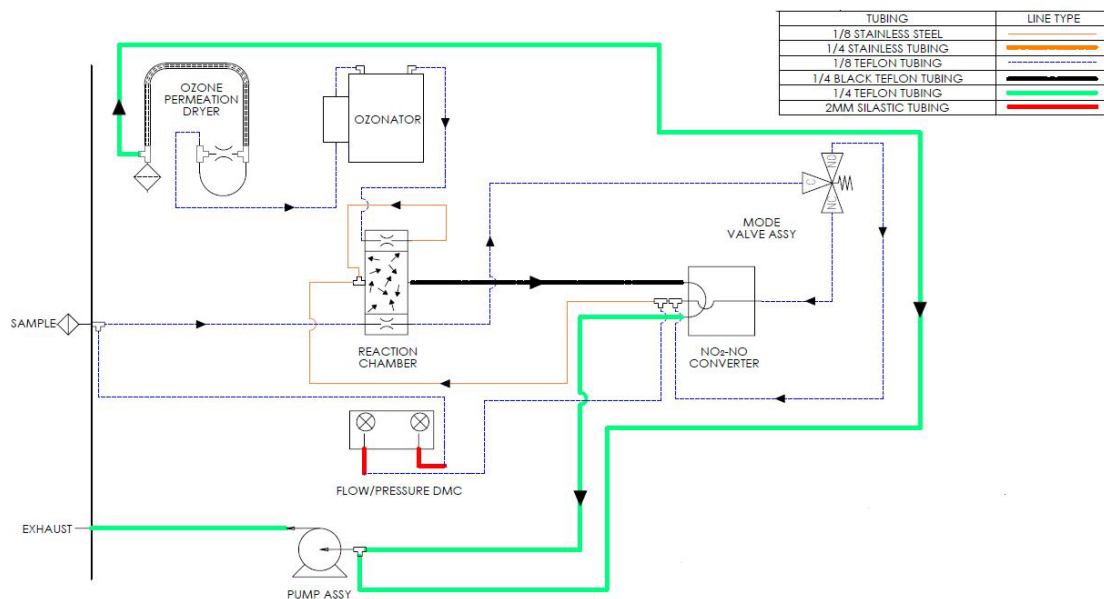 TUBING LINE TYPE
1/8 STAINLESS STEEL
1/4 STAINLESS TUBING
1/8 TEFLON TUBING
1/4 BLACK TEFLON TUBING
1/4 TEFLON TUBING
2MM SILASTIC TUBING
OZONE
PERMEATION
DRYER
OZONATOR
C
NO
NC
MODE
VALVE ASSY
SAMPLE
REACTION
CHAMBER
NO2-NO
CONVERTER
FLOW/PRESSURE DMC
EXHAUST
PUMP ASSY